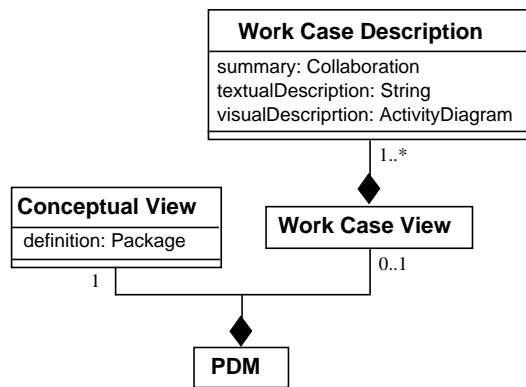 Work Case Description
summary: Collaboration
textualDescription: String
visualDescriprtion: ActivityDiagram
1..*
Conceptual View
definition: Package
Work Case View
1
0..1
PDM